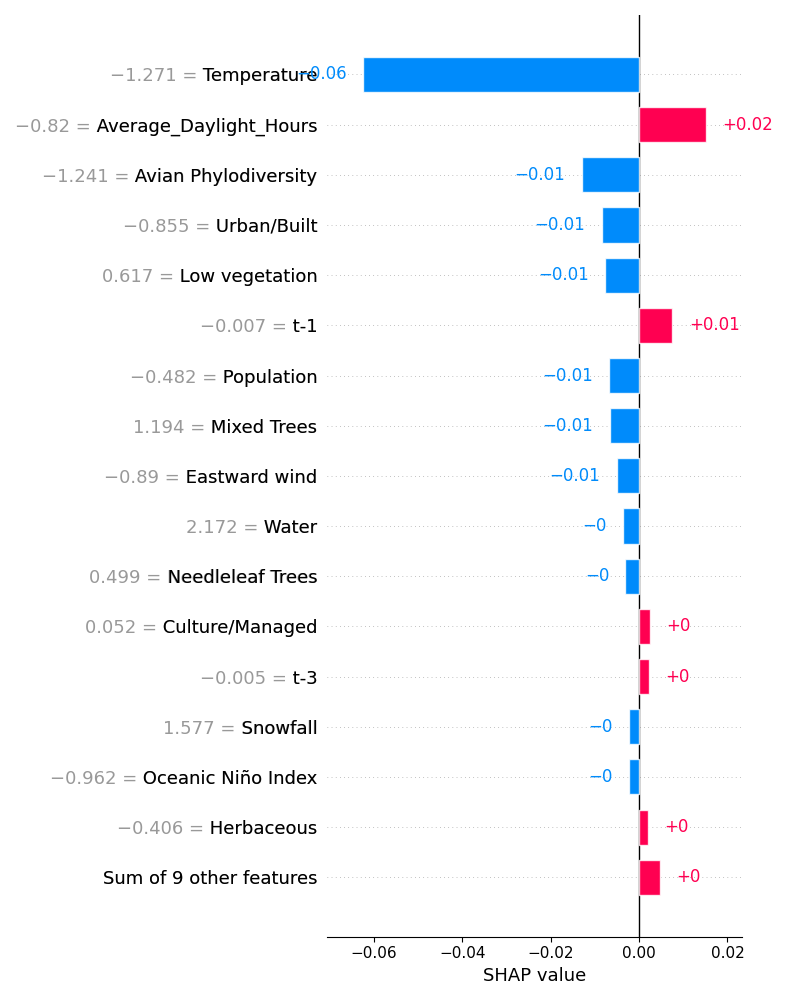 −1.271 = Temperature −0.06
−0.82 = Average_Daylight_Hours +0.02
−1.241 = Avian Phylodiversity −0.01
−0.855 = Urban/Built −0.01
0.617 = Low vegetation −0.01
−0.007 = t-1 +0.01
−0.482 = Population −0.01
1.194 = Mixed Trees −0.01
−0.89 = Eastward wind −0.01
2.172 = Water −0
0.499 = Needleleaf Trees −0
0.052 = Culture/Managed +0
−0.005 = t-3 +0
1.577 = Snowfall −0
−0.962 = Oceanic Niño Index −0
−0.406 = Herbaceous +0
Sum of 9 other features +0
−0.06 −0.04 −0.02 0.00 0.02
SHAP value